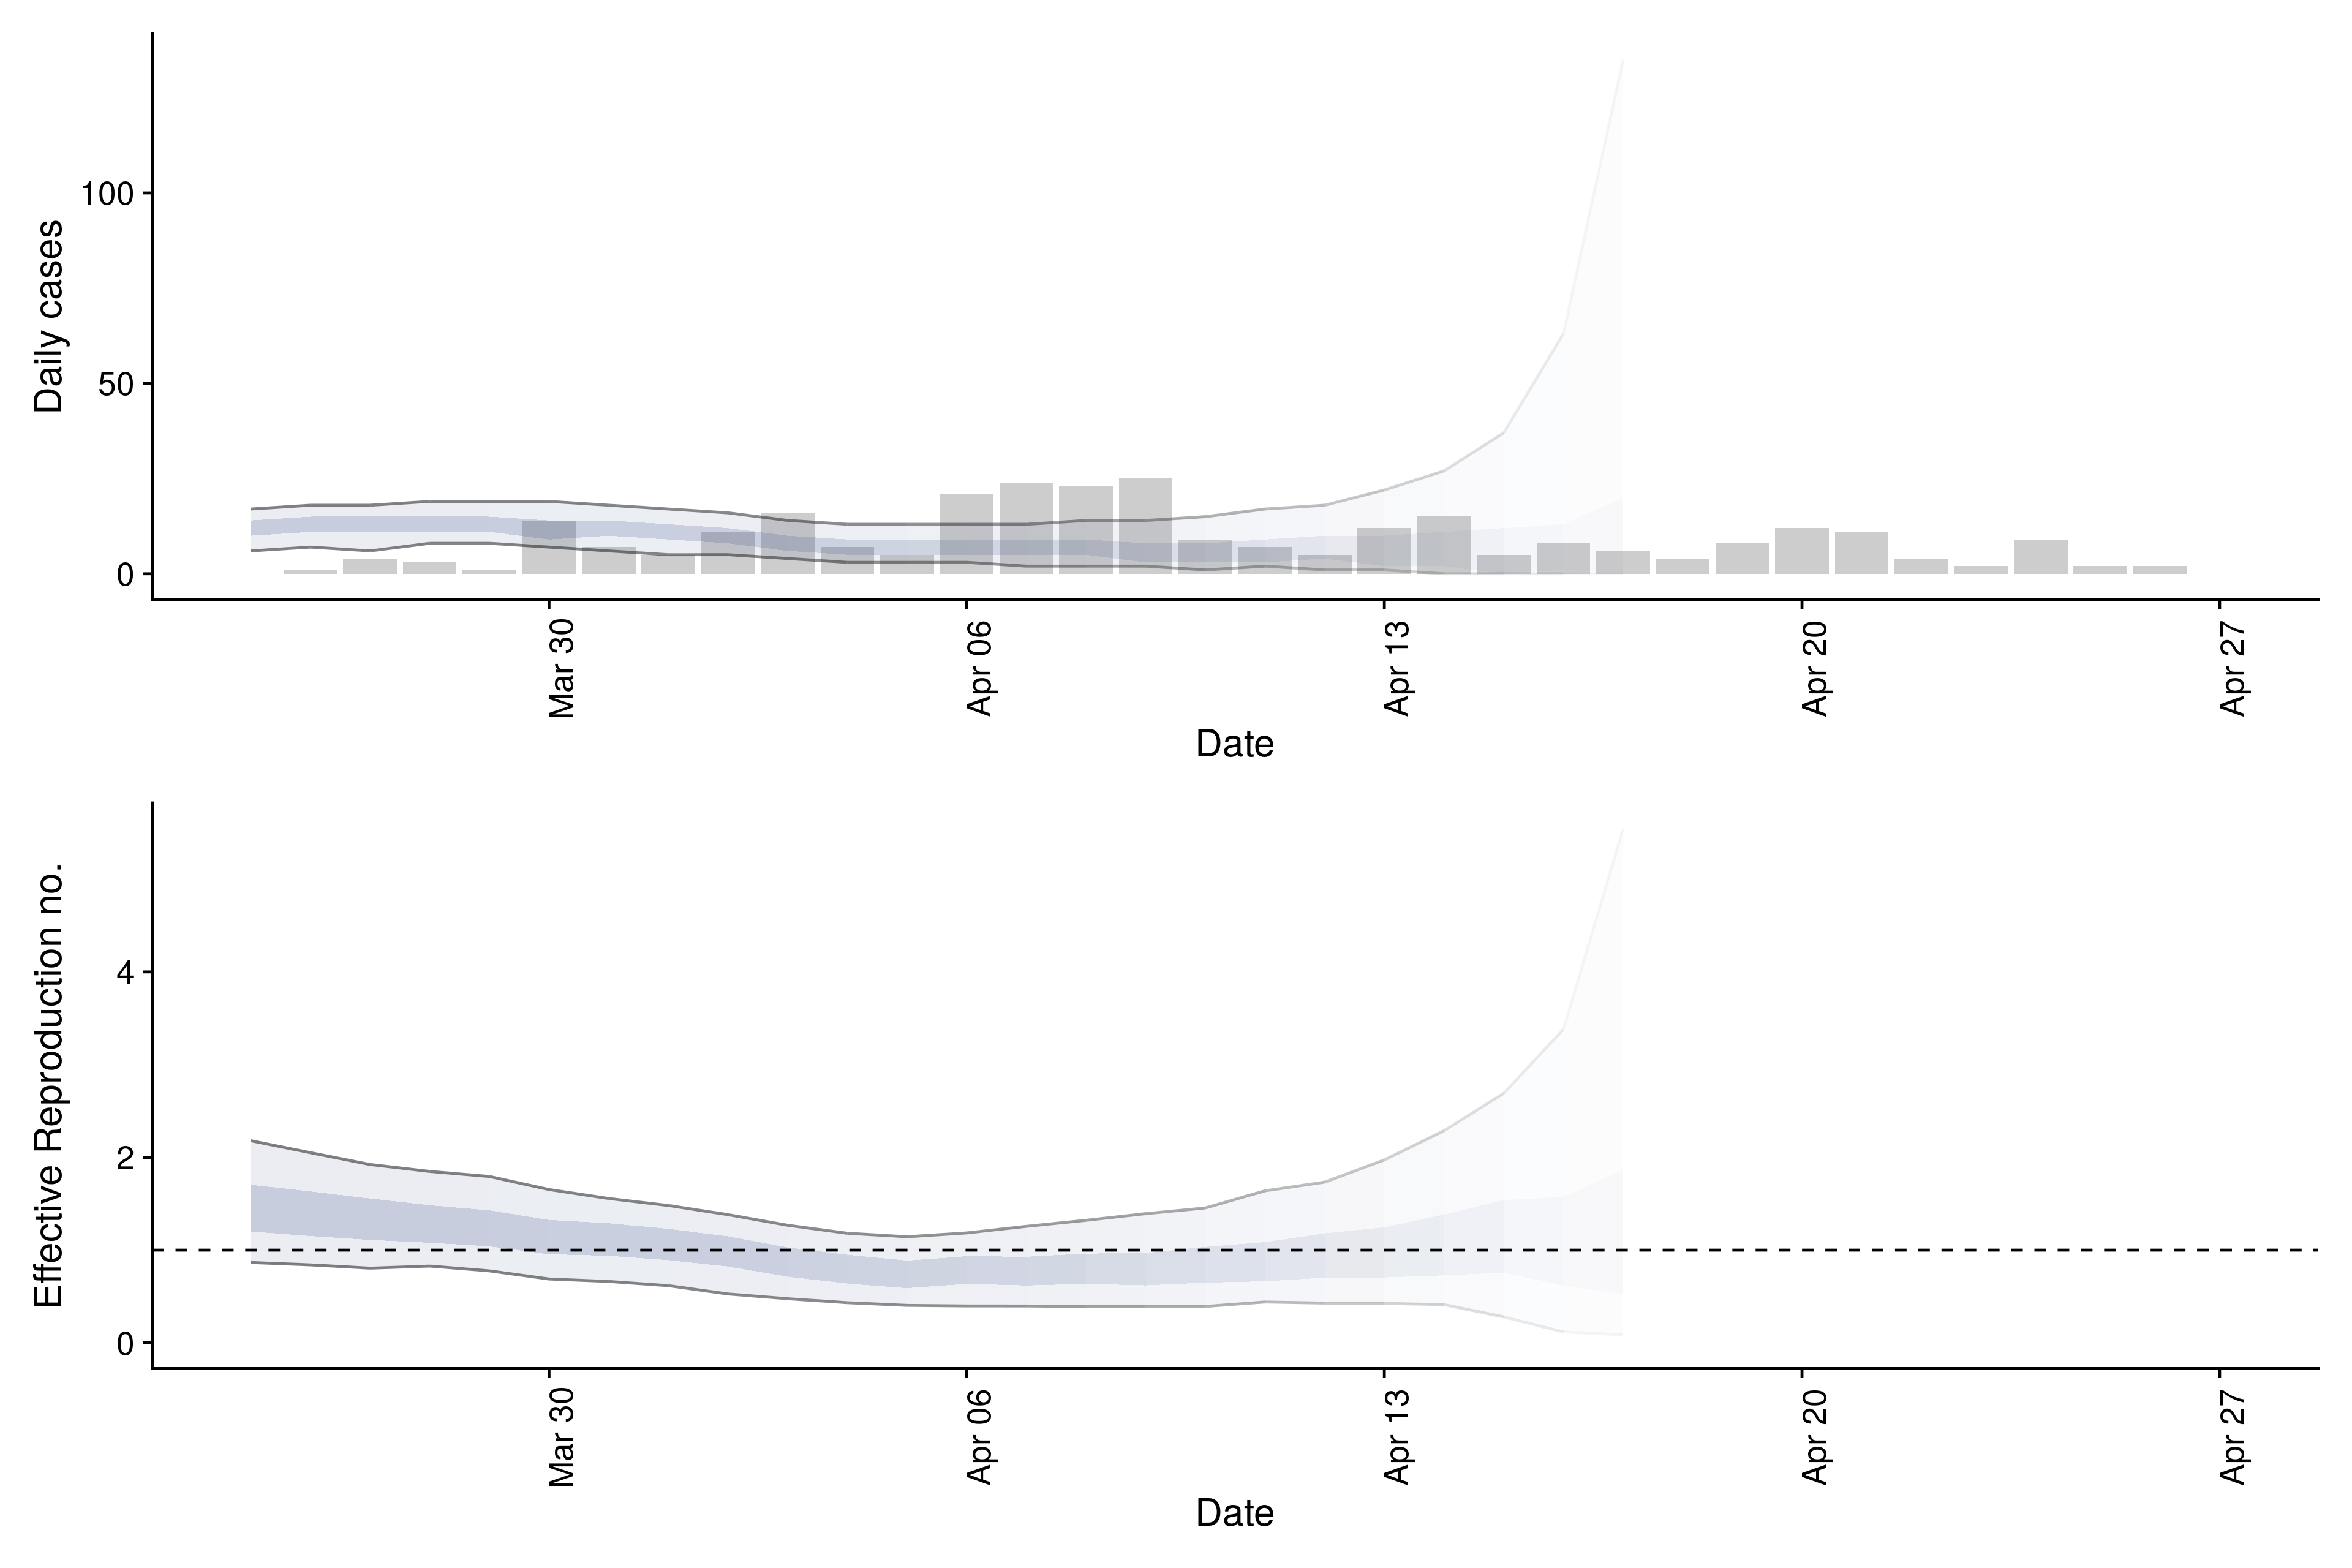 Daily cases
100
50
0
Mar 30
Apr 06
Apr 13
Apr 20
Apr 27
Date
Effective Reproduction no.
4
2
0
Mar 30
Apr 06
Apr 13
Apr 20
Apr 27
Date